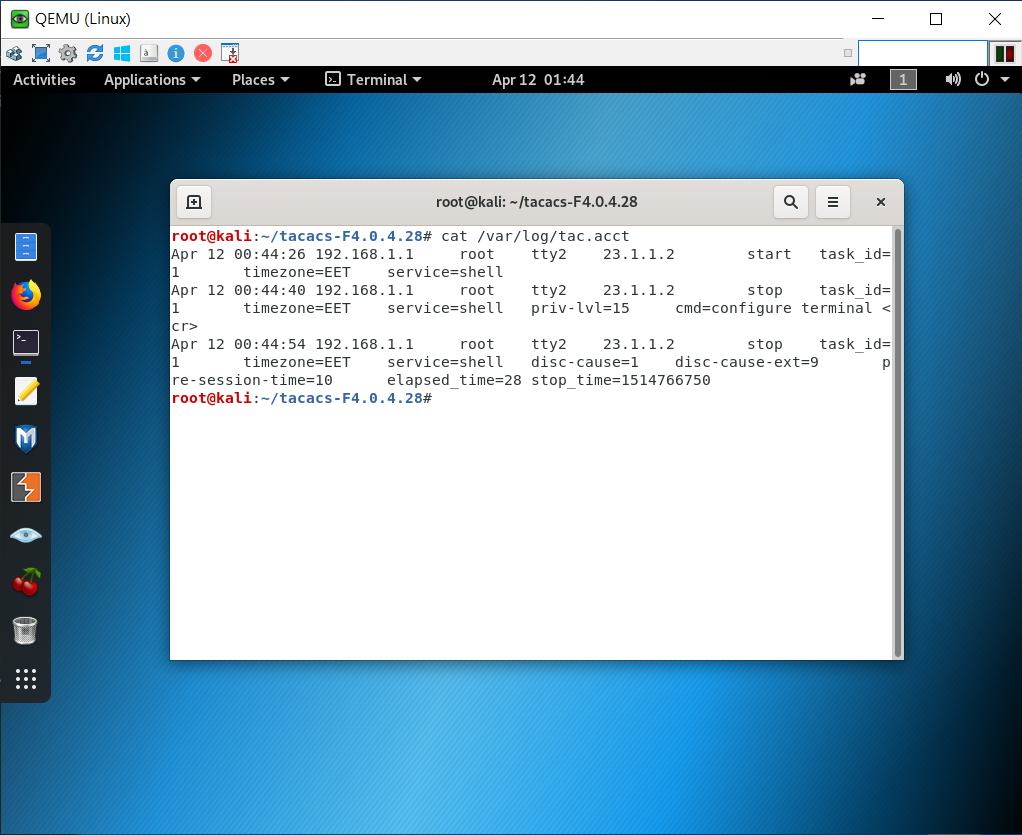 QEMU (Linux)
Activities Applications Places Terminal Apr 12 01:44 1
root@kali: ~/tacacs-F4.0.4.28
root@kali:~/tacacs-F4.0.4.28# cat /var/log/tac.acct
Apr 12 00:44:26 192.168.1.1 root tty2 23.1.1.2 start task_id=
1 timezone=EET service=shell
Apr 12 00:44:40 192.168.1.1 root tty2 23.1.1.2 stop task_id=
1 timezone=EET service=shell priv-lvl=15 cmd=configure terminal <
cr>
Apr 12 00:44:54 192.168.1.1 root tty2 23.1.1.2 stop task_id=
1 timezone=EET service=shell disc-cause=1 disc-cause-ext=9 p
re-session-time=10 elapsed_time=28 stop_time=1514766750
root@kali:~/tacacs-F4.0.4.28#